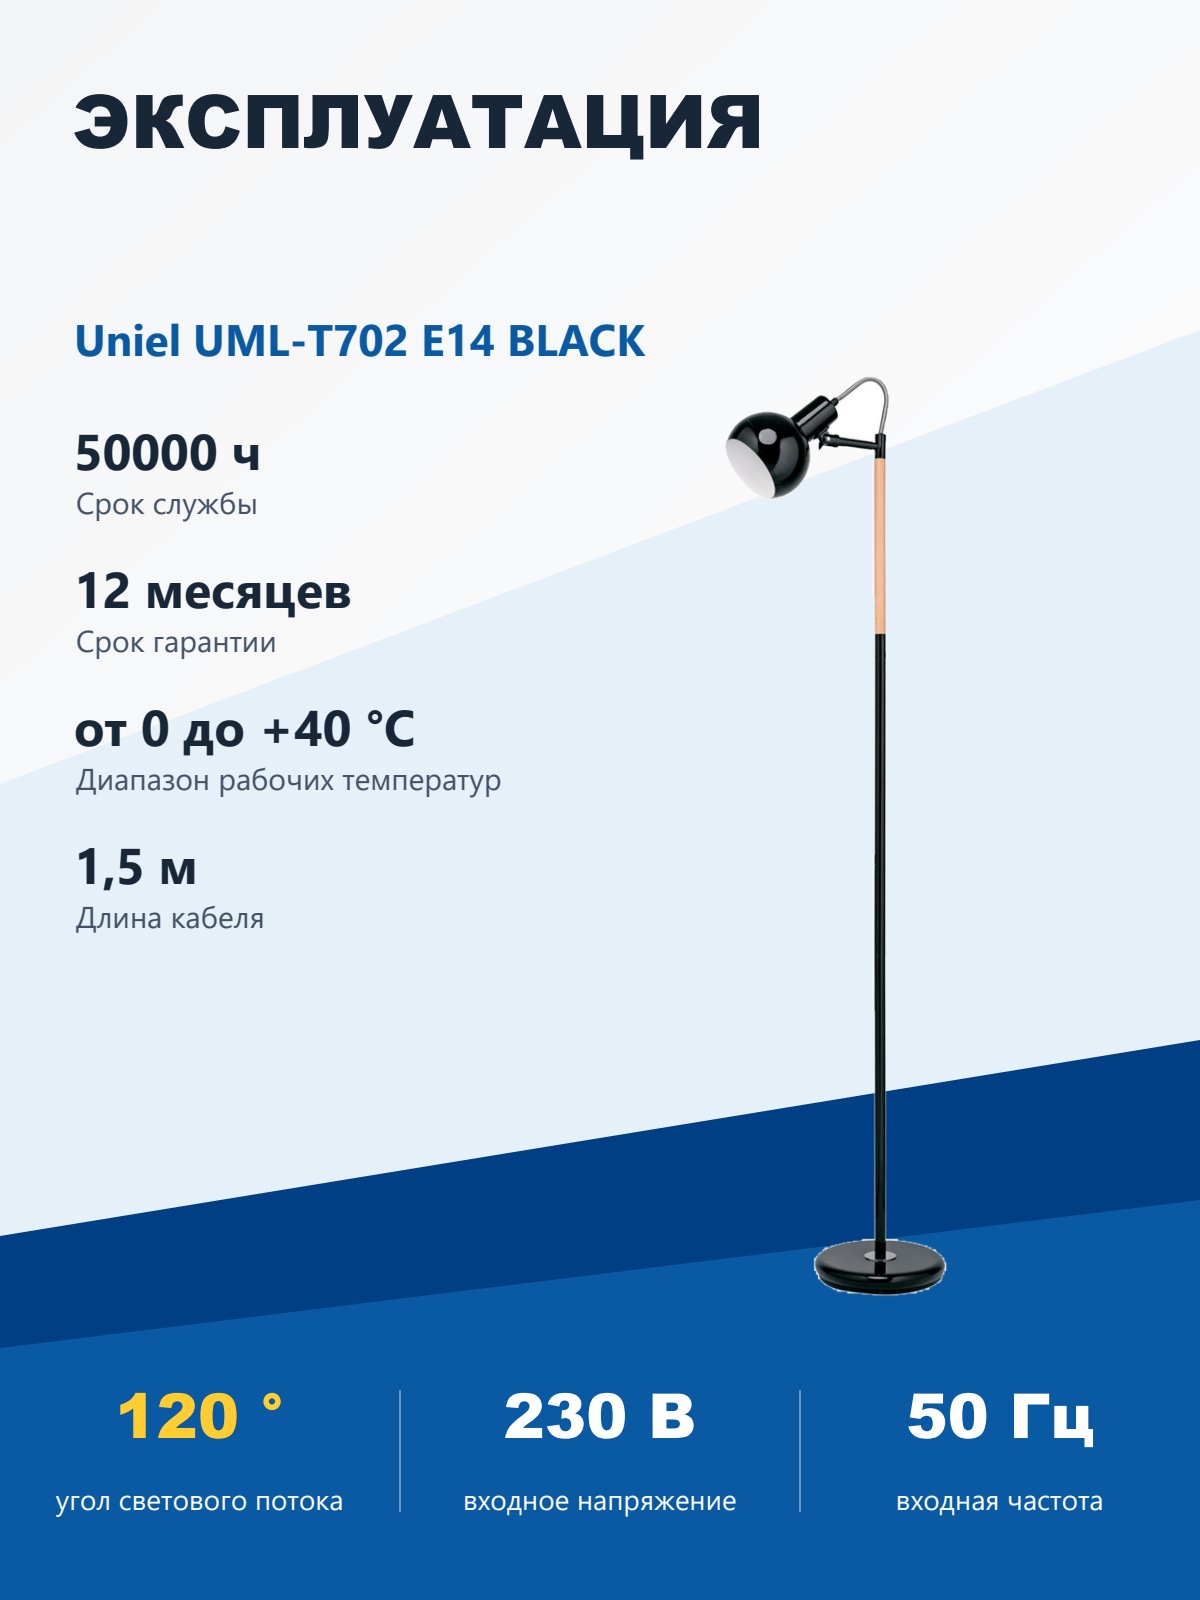 ЭКСПЛУАТАЦИЯ
Uniel UML-T702 E14 BLACK
50000 ч
Срок службы
12 месяцев
Срок гарантии
от 0 до +40 °C
Диапазон рабочих температур
1,5 м
Длина кабеля
120 °
угол светового потока
230 В
входное напряжение
50 Гц
входная частота